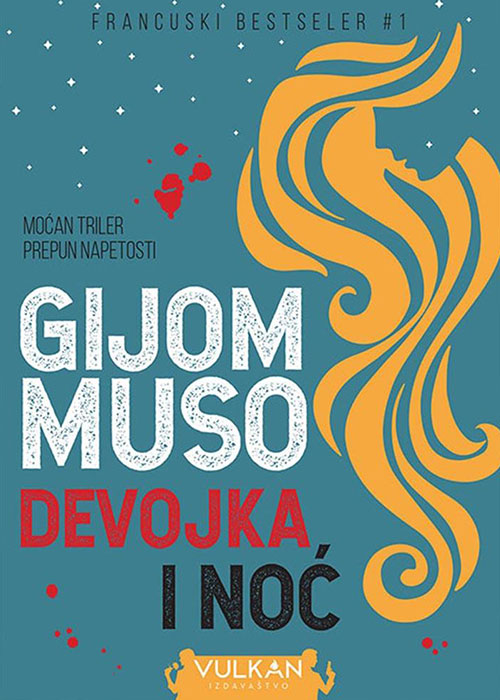 FRANCUSKI BESTSELER #1
MOĆAN TRILER
PREPUN NAPETOSTI
GIJOM
MUSO
DEVOJKA
I NOĆ
VULKAN
IZDAVAŠTVO